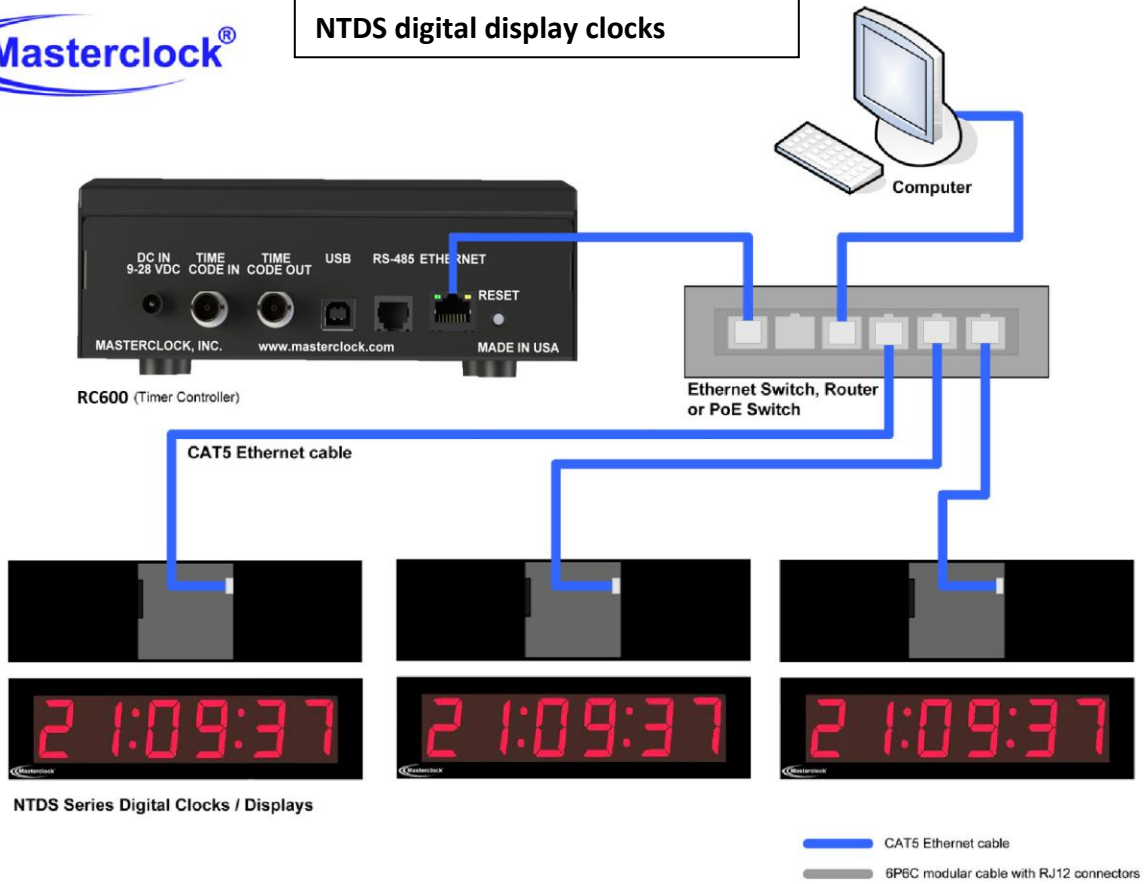 Masterclock®
NTDS digital display clocks
Computer
DC IN
9-28 VDC
TIME
CODE IN
TIME
CODE OUT
USB
RS-485
ETHERNET
RESET
MASTERCLOCK, INC.
www.masterclock.com
MADE IN USA
RC600 (Timer Controller)
Ethernet Switch, Router
or PoE Switch
CAT5 Ethernet cable
21:09:37
Masterclock
21:09:37
Masterclock
21:09:37
Masterclock
NTDS Series Digital Clocks / Displays
CAT5 Ethernet cable
6P6C modular cable with RJ12 connectors